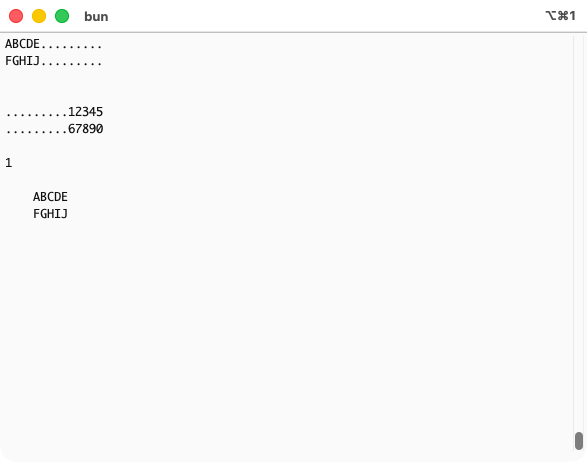 bun
⌥⌘1
ABCDE.........
FGHIJ.........
.........12345
.........67890
1
ABCDE
FGHIJ